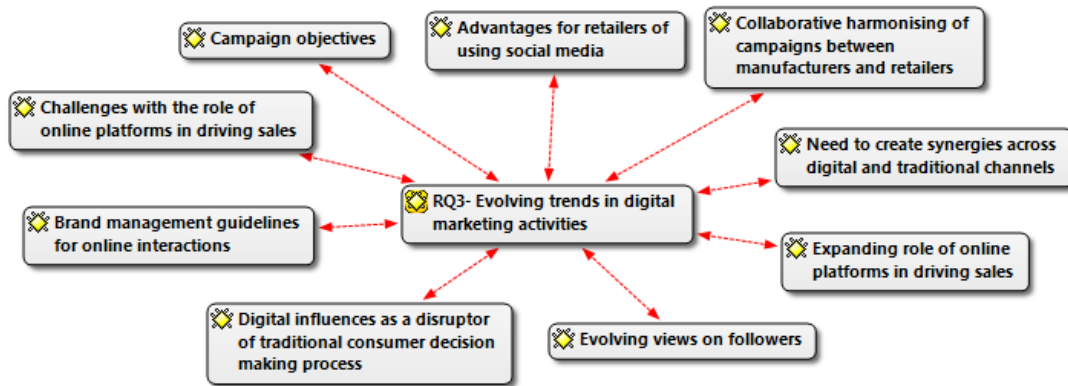 Campaign objectives
Advantages for retailers of
using social media
Collaborative harmonising of
campaigns between
manufacturers and retailers
Challenges with the role of
online platforms in driving sales
Need to create synergies across
digital and traditional channels
RQ3- Evolving trends in digital
marketing activities
Brand management guidelines
for online interactions
Expanding role of online
platforms in driving sales
Digital influences as a disruptor
of traditional consumer decision
making process
Evolving views on followers